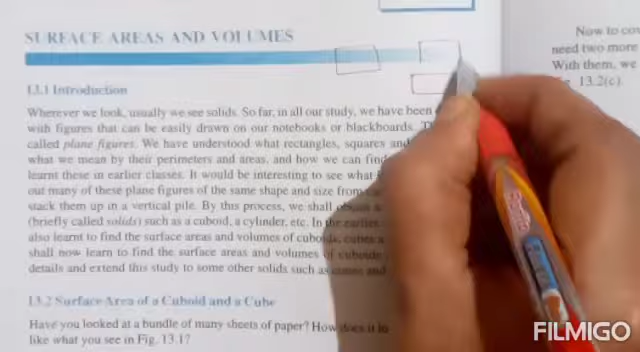 SURFACE AREAS AND VOLUMES
13.1 Introduction
Wherever we look, usually we see solids. So far, in all our study, we have been
with figures that can be easily drawn on our notebooks or blackboards.
called plane figures. We have understood what rectangles, squares and
what we mean by their perimeters and areas, and how we can find
learnt these in earlier classes. It would be interesting to see what
out many of these plane figures of the same shape and size from
stack them up in a vertical pile. By this process, we shall
(briefly called solids) such as a cuboid, a cylinder, etc. In the earlier
also learnt to find the surface areas and volumes of cuboids, cubes a
shall now learn to find the surface areas and volumes of cuboids
details and extend this study to some other solids such as cones and
13.2 Surface Area of a Cuboid and a Cube
Have you looked at a bundle of many sheets of paper? How does it lo
like what you see in Fig. 13.1?
Now to cov
need two more
With them, we
13.2(c).
FILMIGO